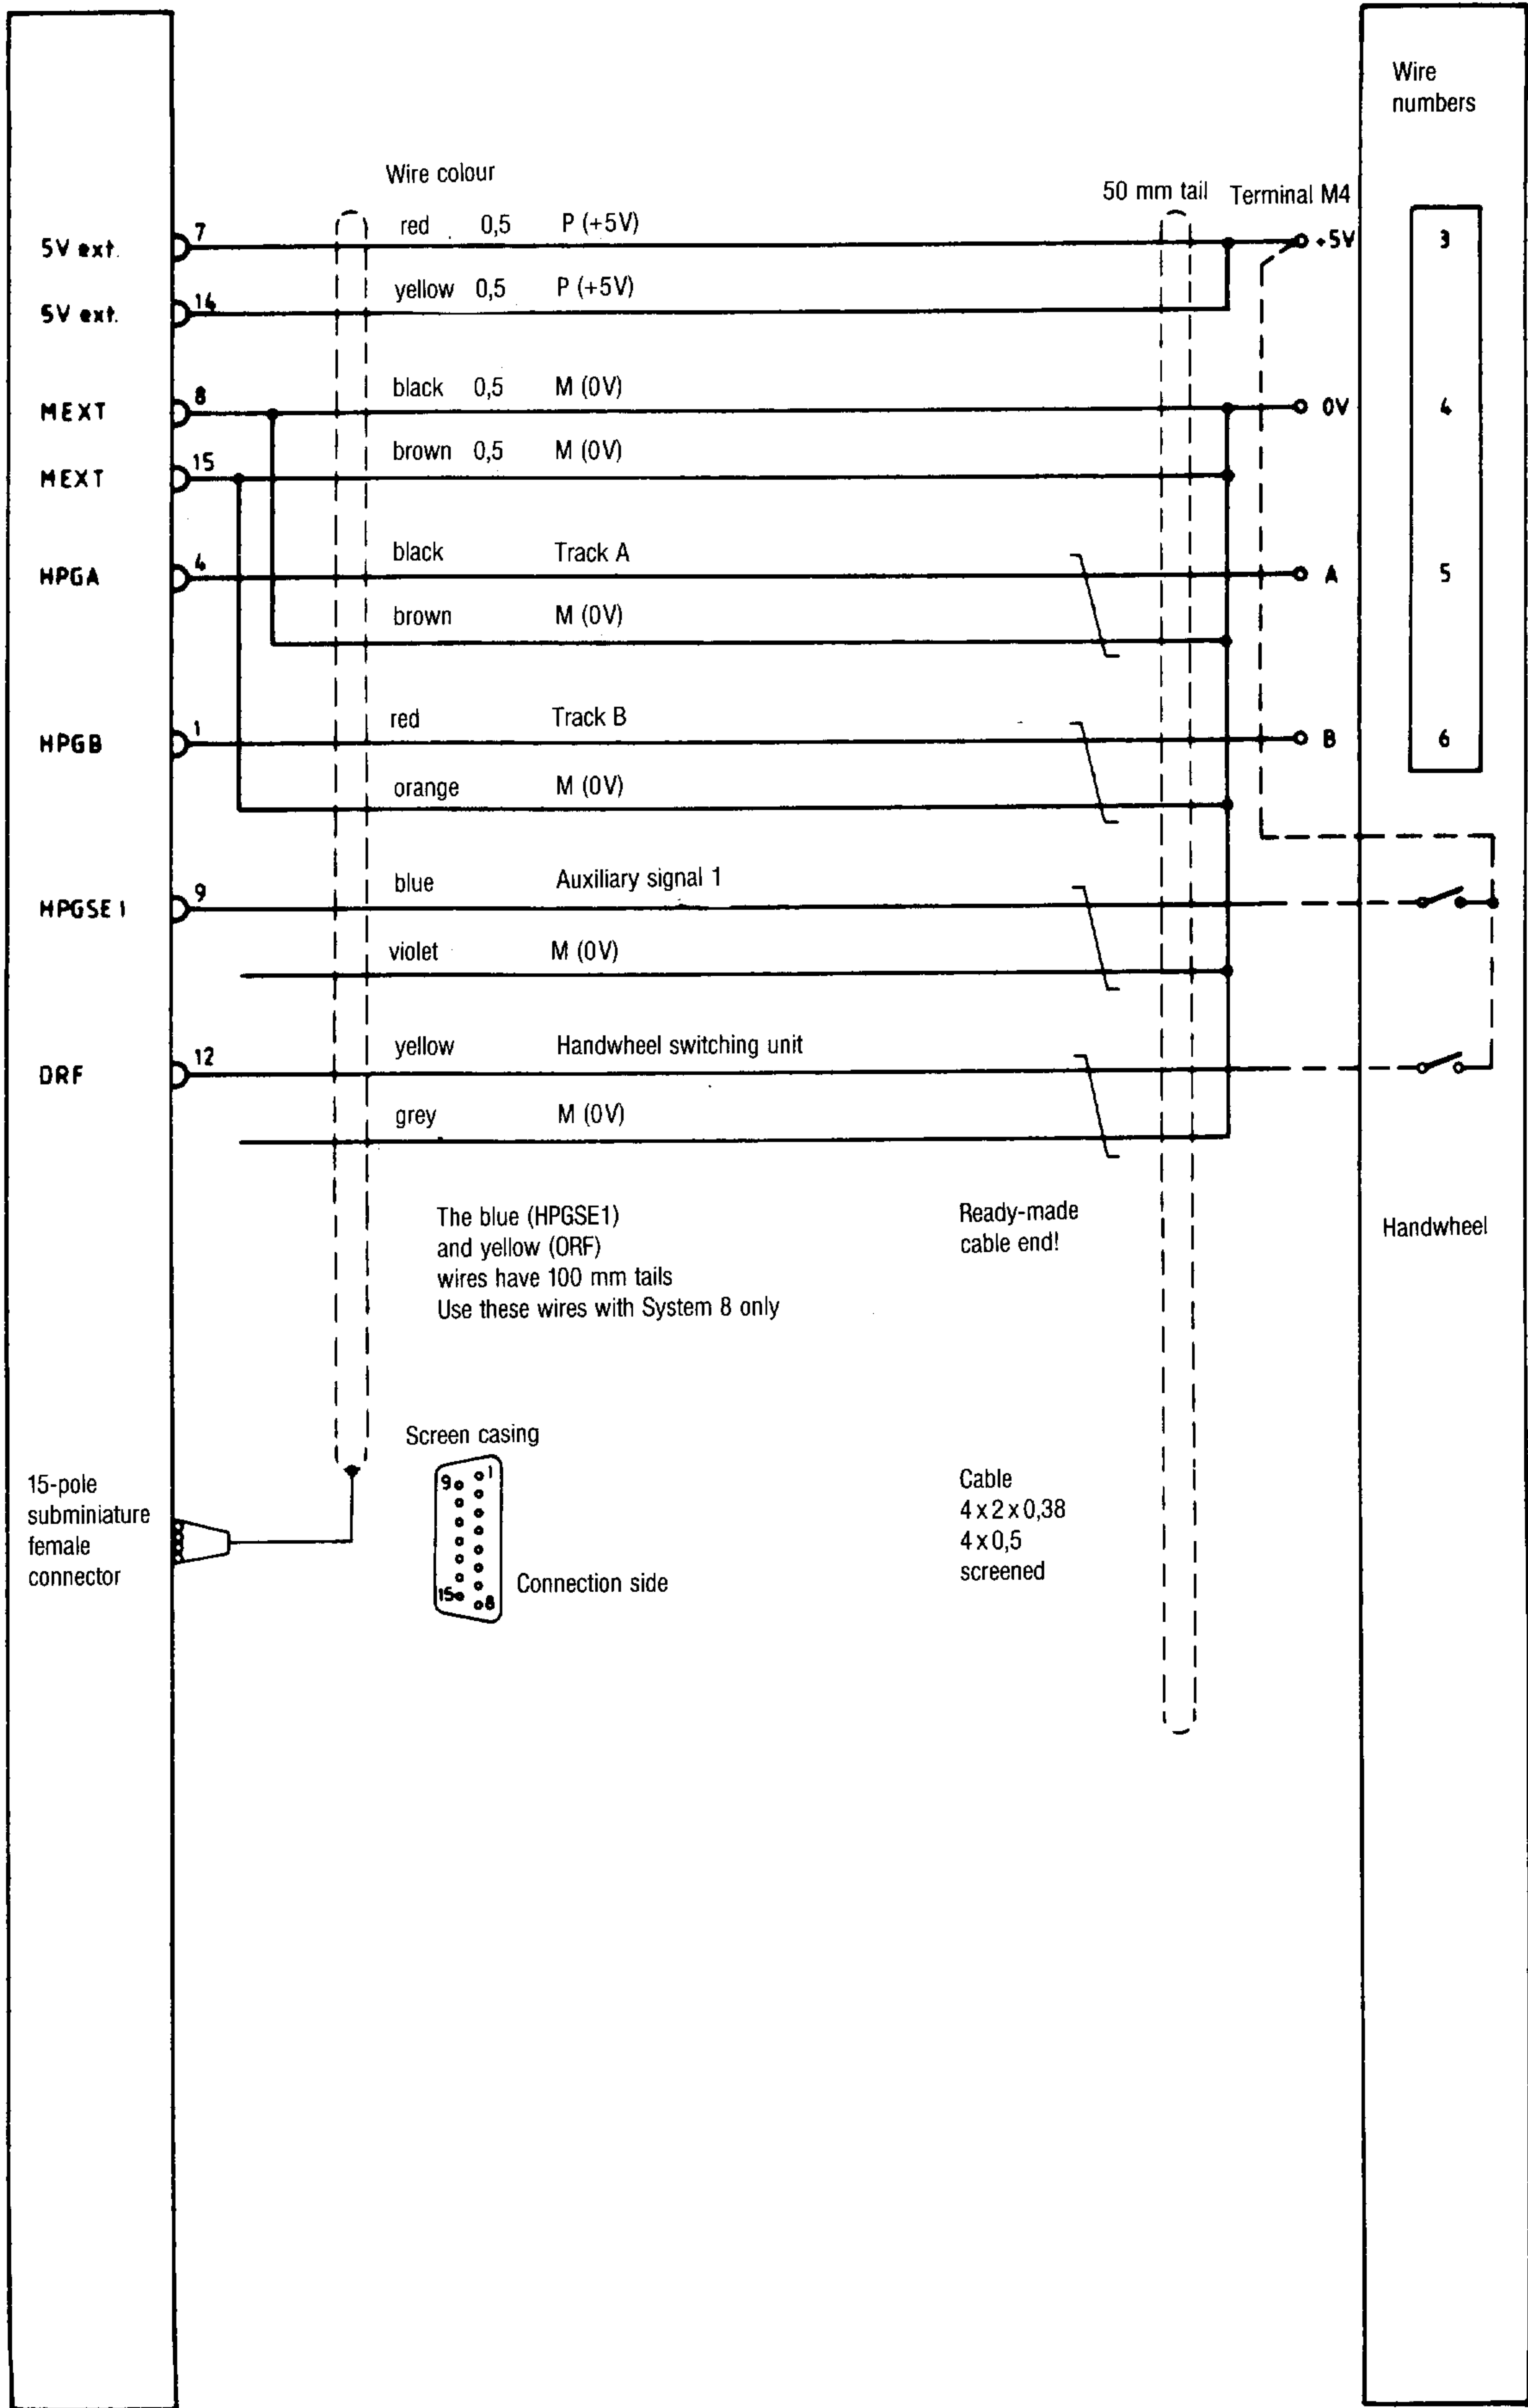 Wire
numbers
Wire colour
50 mm tail Terminal M4
5V ext. 7 red 0,5 P (+5V) +5V 3
5V ext. 14 yellow 0,5 P (+5V)
MEXT 8 black 0,5 M (0V) 0V 4
MEXT 15 brown 0,5 M (0V)
HPGA 4 black Track A A 5
brown M (0V)
HPGB 1 red Track B B 6
orange M (0V)
HPGSE 1 9 blue Auxiliary signal 1
violet M (0V)
DRF 12 yellow Handwheel switching unit
grey M (0V)
The blue (HPGSE1)
and yellow (DRF)
wires have 100 mm tails
Use these wires with System 8 only
Ready-made
cable end!
Handwheel
Screen casing
9 1
15 8
Connection side
15-pole
subminiature
female
connector
Cable
4x2x0,38
4x0,5
screened